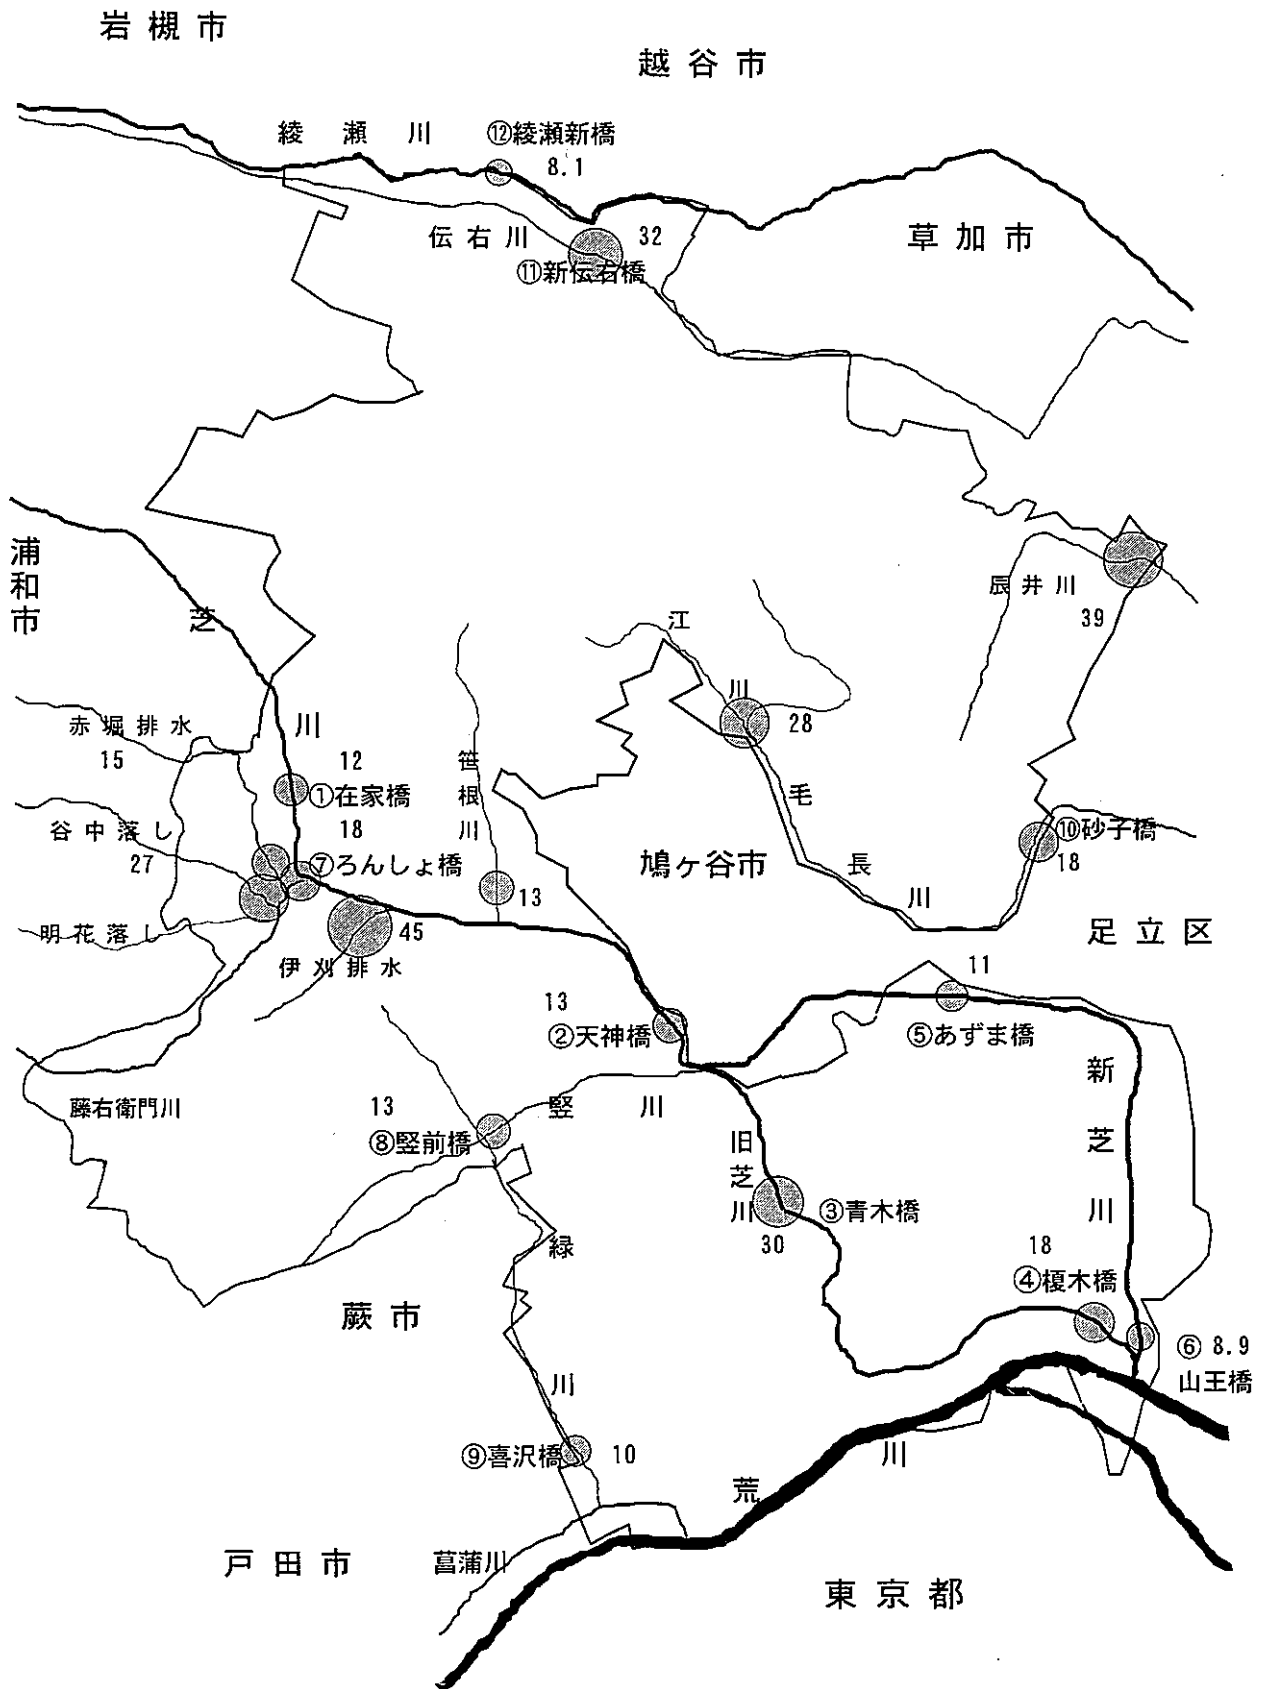 岩槻市
越谷市
綾瀬川
⑫綾瀬新橋
8.1
伝右川
32
⑪新伝右橋
草加市
浦和市
芝川
辰井川
39
江川
28
赤堀排水
15
12
①在家橋
笹根川
13
毛長川
⑩砂子橋
18
谷中落し
27
18
⑦ろんしょ橋
鳩ヶ谷市
明花落し
45
伊刈排水
足立区
11
⑤あずま橋
13
②天神橋
新芝川
藤右衛門川
13
⑧竪前橋
竪川
旧芝川
③青木橋
30
緑川
18
④榎木橋
蕨市
⑥ 8.9
山王橋
⑨喜沢橋
10
荒川
戸田市
菖蒲川
東京都